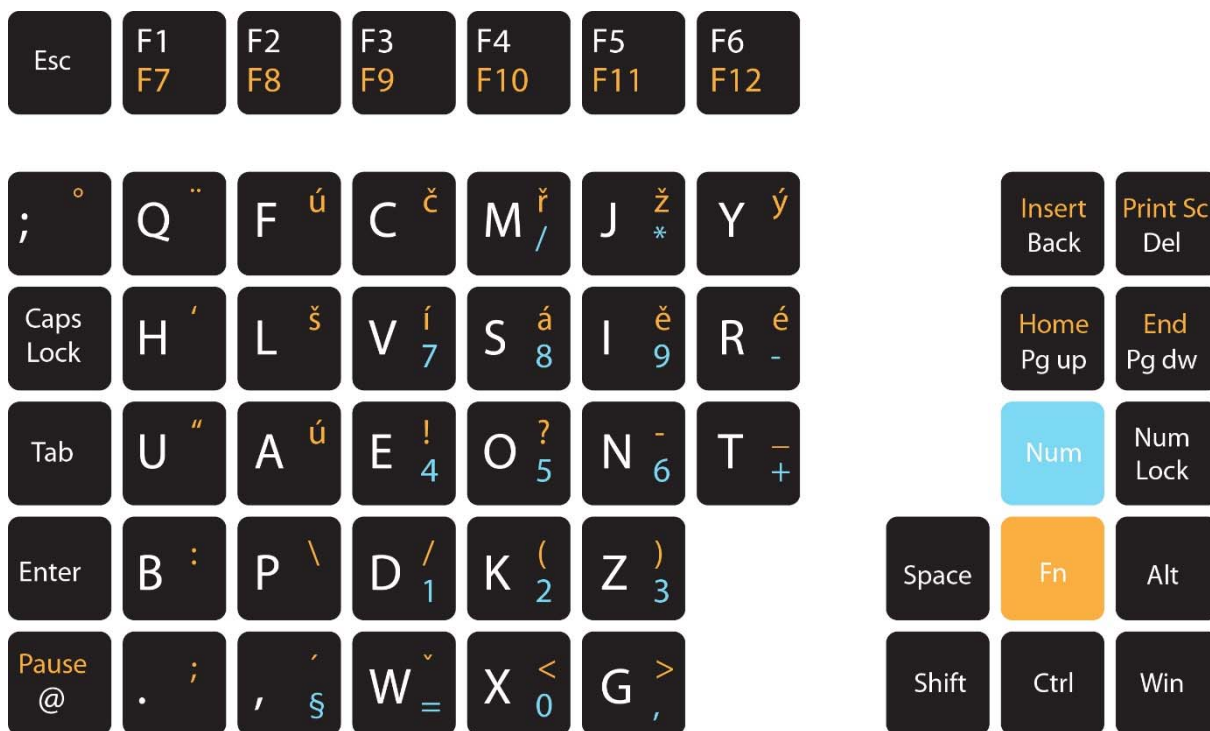 Esc F1 F2 F3 F4 F5 F6
F7 F8 F9 F10 F11 F12
; ° Q ¨ F ú C č M ř / J ž * Y ý Insert Print Sc
Back Del
Caps Lock H ‘ L š V í 7 S á 8 I ě 9 R é - Home End
Pg up Pg dw
Tab U “ A ú E ! 4 O ? 5 N - 6 T _ + Num Num Lock
Enter B : P \ D / 1 K ( 2 Z ) 3 Space Fn Alt
Pause @ . ; , ´ § W ˇ = X < 0 G > , Shift Ctrl Win